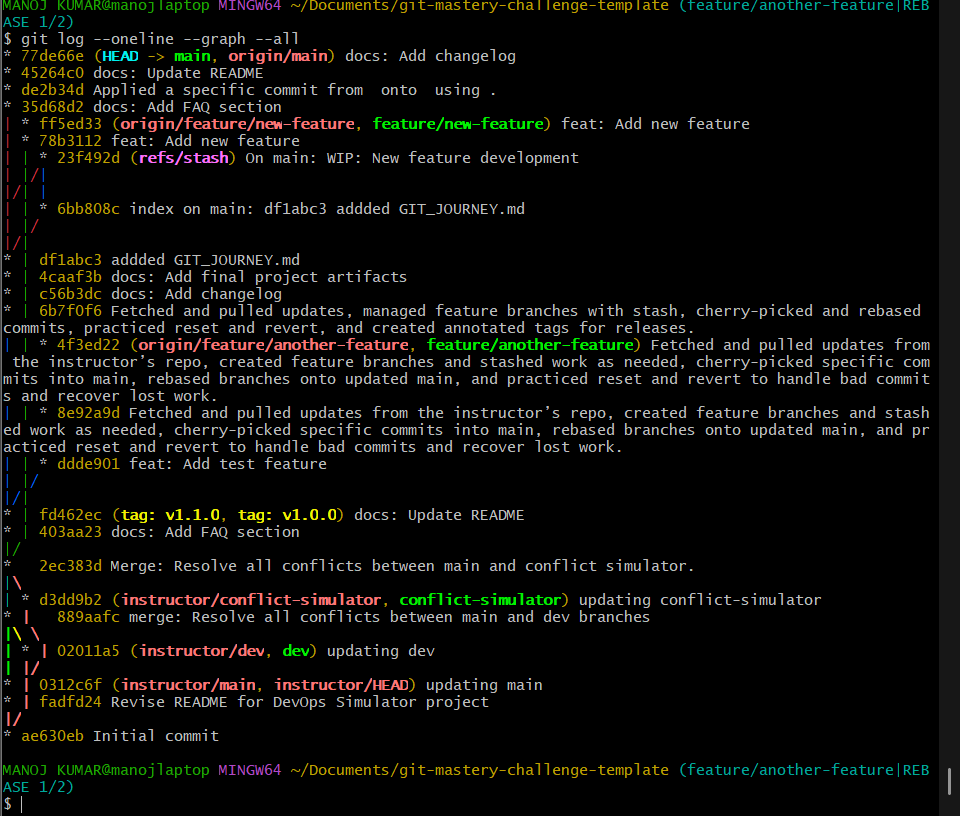 MANOJ KUMAR@manojlaptop MINGW64 ~/Documents/git-mastery-challenge-template (feature/another-feature|REB
ASE 1/2)
$ git log --oneline --graph --all
* 77de66e (HEAD -> main, origin/main) docs: Add changelog
* 45264c0 docs: Update README
* de2b34d Applied a specific commit from  onto  using .
* 35d68d2 docs: Add FAQ section
| * ff5ed33 (origin/feature/new-feature, feature/new-feature) feat: Add new feature
| * 78b3112 feat: Add new feature
| | * 23f492d (refs/stash) On main: WIP: New feature development
| |/|
|/| |
| | * 6bb808c index on main: df1abc3 addded GIT_JOURNEY.md
| |/
|/|
* | df1abc3 addded GIT_JOURNEY.md
* | 4caaf3b docs: Add final project artifacts
* | c56b3dc docs: Add changelog
* | 6b7f0f6 Fetched and pulled updates, managed feature branches with stash, cherry-picked and rebased
commits, practiced reset and revert, and created annotated tags for releases.
| | * 4f3ed22 (origin/feature/another-feature, feature/another-feature) Fetched and pulled updates from
 the instructor’s repo, created feature branches and stashed work as needed, cherry-picked specific com
mits into main, rebased branches onto updated main, and practiced reset and revert to handle bad commit
s and recover lost work.
| | * 8e92a9d Fetched and pulled updates from the instructor’s repo, created feature branches and stash
ed work as needed, cherry-picked specific commits into main, rebased branches onto updated main, and pr
acticed reset and revert to handle bad commits and recover lost work.
| | * ddde901 feat: Add test feature
| |/
|/|
* | fd462ec (tag: v1.1.0, tag: v1.0.0) docs: Update README
* | 403aa23 docs: Add FAQ section
|/
*   2ec383d Merge: Resolve all conflicts between main and conflict simulator.
|\
| * d3dd9b2 (instructor/conflict-simulator, conflict-simulator) updating conflict-simulator
* |   889aafc merge: Resolve all conflicts between main and dev branches
|\ \
| * | 02011a5 (instructor/dev, dev) updating dev
| |/
* | 0312c6f (instructor/main, instructor/HEAD) updating main
* | fadfd24 Revise README for DevOps Simulator project
|/
* ae630eb Initial commit
MANOJ KUMAR@manojlaptop MINGW64 ~/Documents/git-mastery-challenge-template (feature/another-feature|REB
ASE 1/2)
$